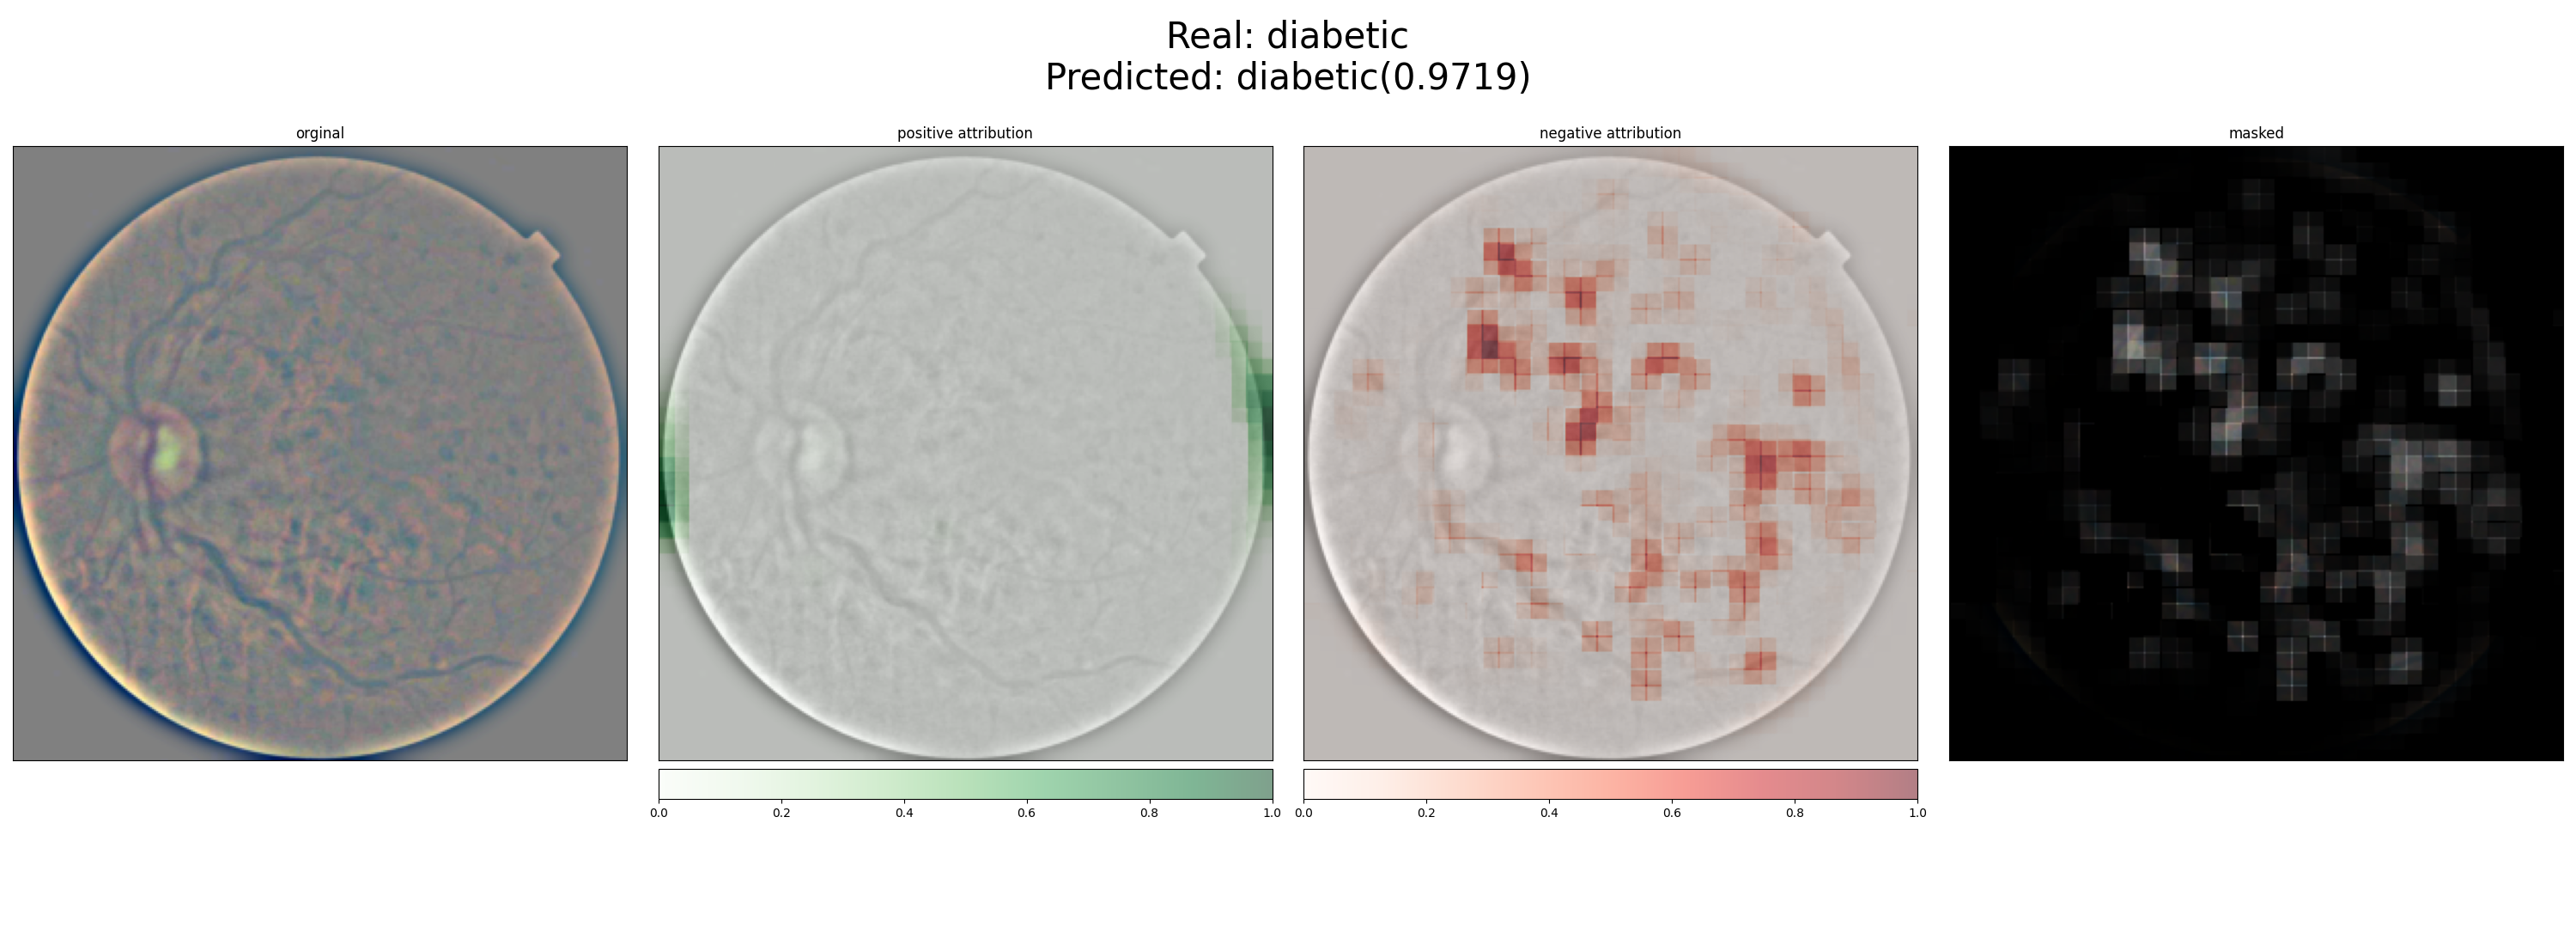 Real: diabetic
Predicted: diabetic(0.9719)
orginal
positive attribution
negative attribution
masked
0.0 0.2 0.4 0.6 0.8 1.0
0.0 0.2 0.4 0.6 0.8 1.0